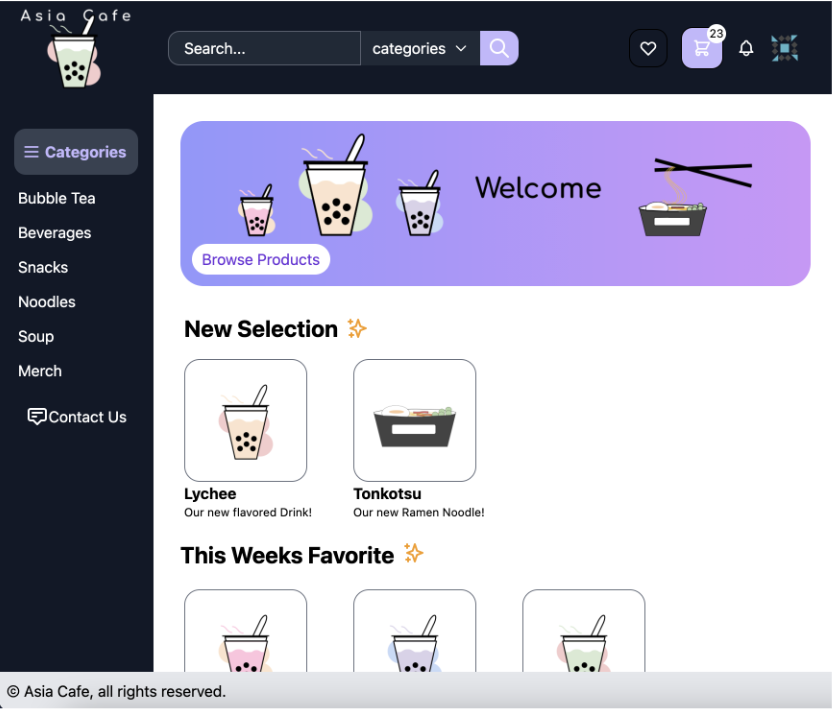 Asia Cafe
Search...
categories
23
Categories
Bubble Tea
Beverages
Snacks
Noodles
Soup
Merch
Contact Us
Welcome
Browse Products
New Selection
Lychee
Our new flavored Drink!
Tonkotsu
Our new Ramen Noodle!
This Weeks Favorite
© Asia Cafe, all rights reserved.